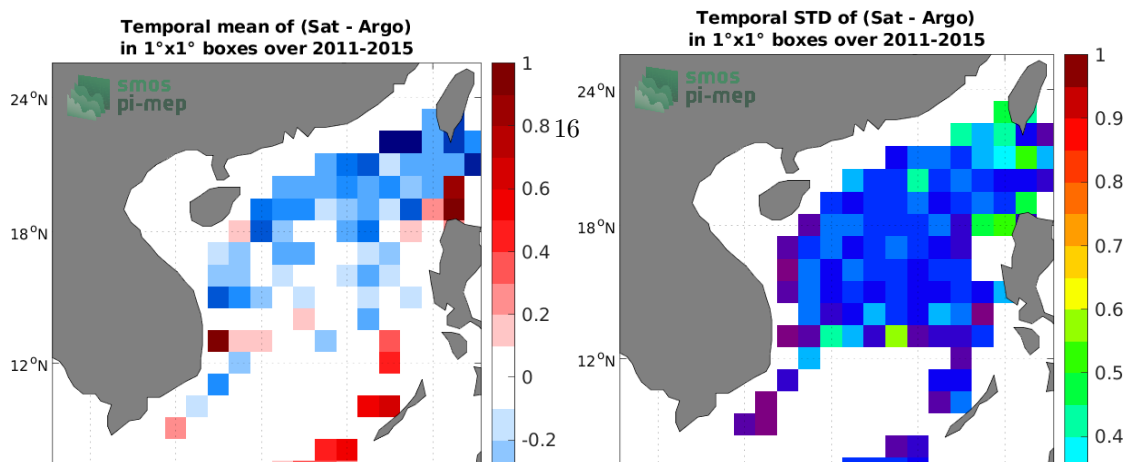 Temporal mean of (Sat - Argo)
in 1°x1° boxes over 2011-2015
smos
pi-mep
24°N
18°N
12°N
1
0.8
0.6
0.4
0.2
0
-0.2
16
Temporal STD of (Sat - Argo)
in 1°x1° boxes over 2011-2015
smos
pi-mep
24°N
18°N
12°N
1
0.9
0.8
0.7
0.6
0.5
0.4